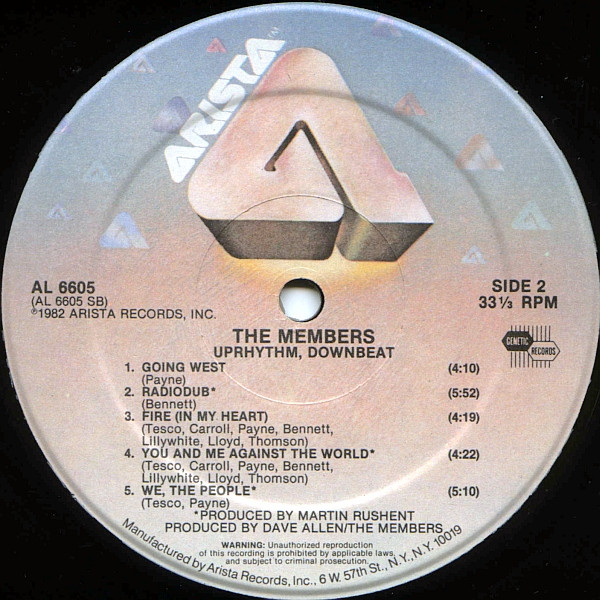 ARISTA™
AL 6605
(AL 6605 SB)
℗1982 ARISTA RECORDS, INC.
SIDE 2
33⅓ RPM
THE MEMBERS
UPRHYTHM, DOWNBEAT
GENETIC
RECORDS
1. GOING WEST (4:10)
(Payne)
2. RADIODUB* (5:52)
(Bennett)
3. FIRE (IN MY HEART) (4:19)
(Tesco, Carroll, Payne, Bennett,
Lillywhite, Lloyd, Thomson)
4. YOU AND ME AGAINST THE WORLD* (4:22)
(Tesco, Carroll, Payne, Bennett,
Lillywhite, Lloyd, Thomson)
5. WE, THE PEOPLE* (5:10)
(Tesco, Payne)
*PRODUCED BY MARTIN RUSHENT
PRODUCED BY DAVE ALLEN/THE MEMBERS
WARNING: Unauthorized reproduction
of this recording is prohibited by applicable laws
and subject to criminal prosecution.
Manufactured by Arista Records, Inc., 6 W. 57th St., N.Y., N.Y. 10019